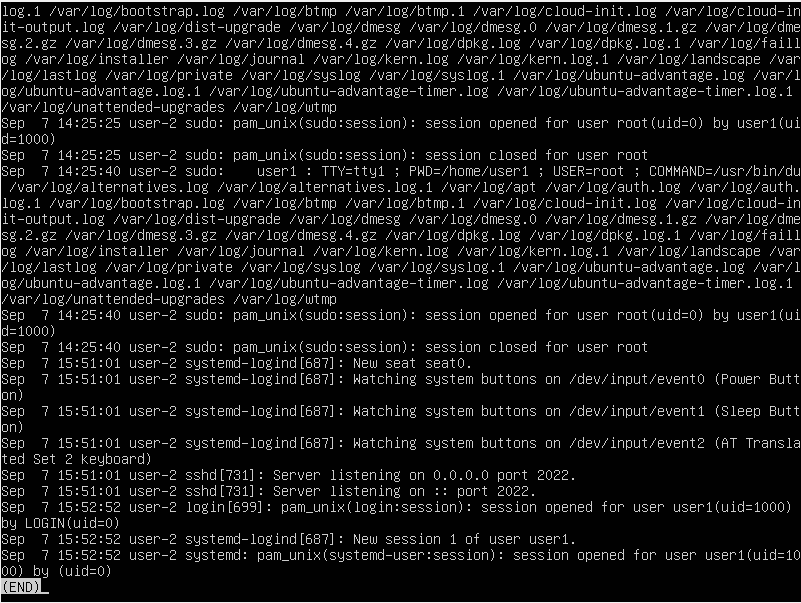 log.1 /var/log/bootstrap.log /var/log/btmp /var/log/btmp.1 /var/log/cloud-init.log /var/log/cloud-in
it-output.log /var/log/dist-upgrade /var/log/dmesg /var/log/dmesg.0 /var/log/dmesg.1.gz /var/log/dme
sg.2.gz /var/log/dmesg.3.gz /var/log/dmesg.4.gz /var/log/dpkg.log /var/log/dpkg.log.1 /var/log/faill
og /var/log/installer /var/log/journal /var/log/kern.log /var/log/kern.log.1 /var/log/landscape /var
/log/lastlog /var/log/private /var/log/syslog /var/log/syslog.1 /var/log/ubuntu-advantage.log /var/l
og/ubuntu-advantage.log.1 /var/log/ubuntu-advantage-timer.log /var/log/ubuntu-advantage-timer.log.1
/var/log/unattended-upgrades /var/log/wtmp
Sep  7 14:25:25 user-2 sudo: pam_unix(sudo:session): session opened for user root(uid=0) by user1(ui
d=1000)
Sep  7 14:25:25 user-2 sudo: pam_unix(sudo:session): session closed for user root
Sep  7 14:25:40 user-2 sudo:    user1 : TTY=tty1 ; PWD=/home/user1 ; USER=root ; COMMAND=/usr/bin/du
 /var/log/alternatives.log /var/log/alternatives.log.1 /var/log/apt /var/log/auth.log /var/log/auth.
log.1 /var/log/bootstrap.log /var/log/btmp /var/log/btmp.1 /var/log/cloud-init.log /var/log/cloud-in
it-output.log /var/log/dist-upgrade /var/log/dmesg /var/log/dmesg.0 /var/log/dmesg.1.gz /var/log/dme
sg.2.gz /var/log/dmesg.3.gz /var/log/dmesg.4.gz /var/log/dpkg.log /var/log/dpkg.log.1 /var/log/faill
og /var/log/installer /var/log/journal /var/log/kern.log /var/log/kern.log.1 /var/log/landscape /var
/log/lastlog /var/log/private /var/log/syslog /var/log/syslog.1 /var/log/ubuntu-advantage.log /var/l
og/ubuntu-advantage.log.1 /var/log/ubuntu-advantage-timer.log /var/log/ubuntu-advantage-timer.log.1
/var/log/unattended-upgrades /var/log/wtmp
Sep  7 14:25:40 user-2 sudo: pam_unix(sudo:session): session opened for user root(uid=0) by user1(ui
d=1000)
Sep  7 14:25:40 user-2 sudo: pam_unix(sudo:session): session closed for user root
Sep  7 15:51:01 user-2 systemd-logind[687]: New seat seat0.
Sep  7 15:51:01 user-2 systemd-logind[687]: Watching system buttons on /dev/input/event0 (Power Butt
on)
Sep  7 15:51:01 user-2 systemd-logind[687]: Watching system buttons on /dev/input/event1 (Sleep Butt
on)
Sep  7 15:51:01 user-2 systemd-logind[687]: Watching system buttons on /dev/input/event2 (AT Transla
ted Set 2 keyboard)
Sep  7 15:51:01 user-2 sshd[731]: Server listening on 0.0.0.0 port 2022.
Sep  7 15:51:01 user-2 sshd[731]: Server listening on :: port 2022.
Sep  7 15:52:52 user-2 login[699]: pam_unix(login:session): session opened for user user1(uid=1000)
by LOGIN(uid=0)
Sep  7 15:52:52 user-2 systemd-logind[687]: New session 1 of user user1.
Sep  7 15:52:52 user-2 systemd: pam_unix(systemd-user:session): session opened for user user1(uid=10
00) by (uid=0)
(END)